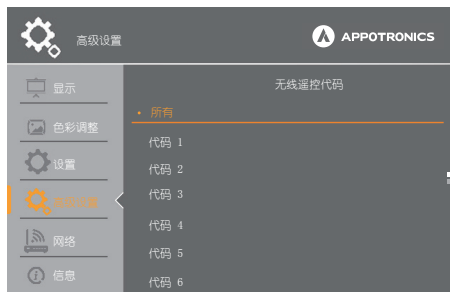 高级设置
APPOTRONICS
显示
色彩调整
设置
高级设置
网络
信息
无线遥控代码
• 所有
代码 1
代码 2
代码 3
代码 4
代码 5
代码 6